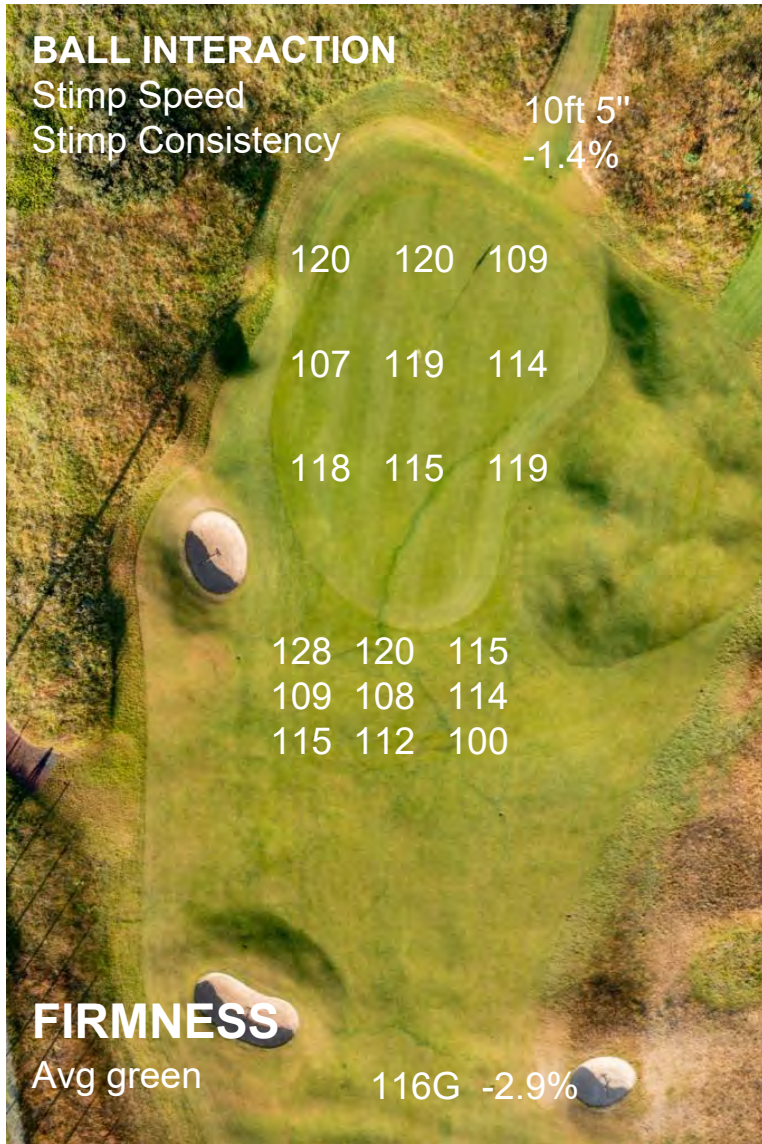 BALL INTERACTION
Stimp Speed 10ft 5"
Stimp Consistency -1.4%
120 120 109
107 119 114
118 115 119
128 120 115
109 108 114
115 112 100
FIRMNESS
Avg green 116G -2.9%